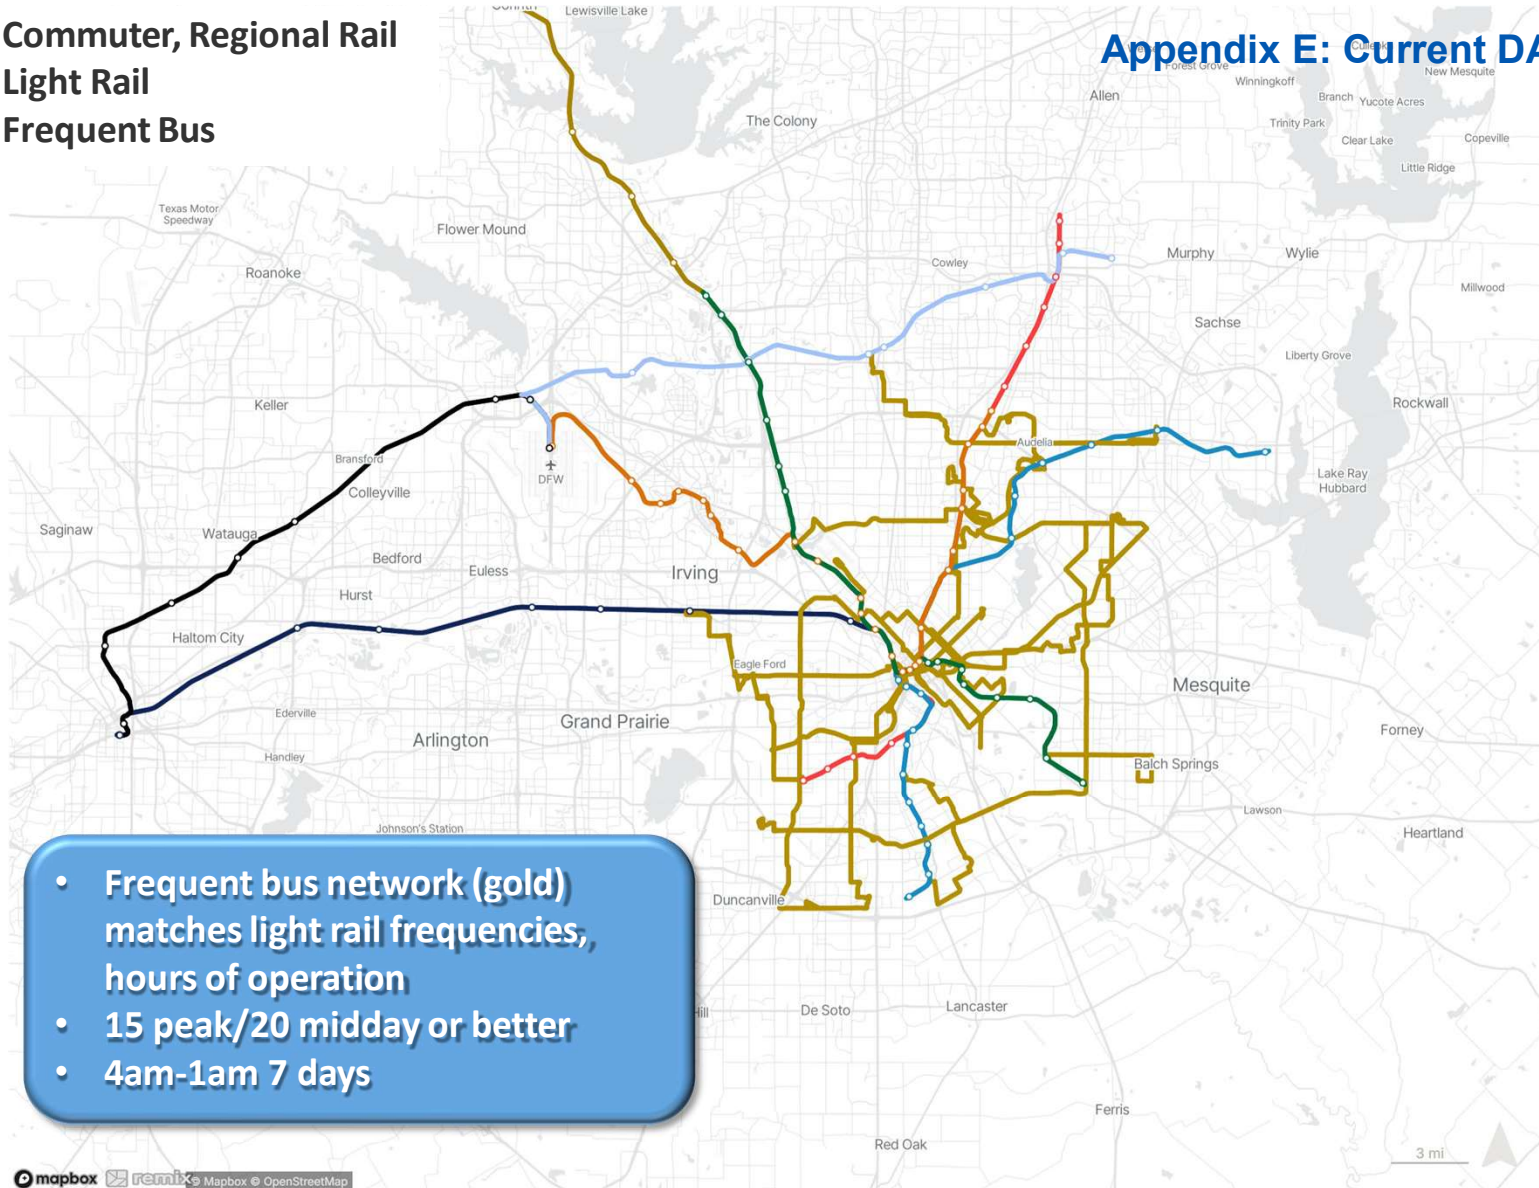 Commuter, Regional Rail
Light Rail
Frequent Bus
Appendix E: Current DA
Corinth
Lewisville Lake
Forest Grove
Winningkoff
New Mesquite
Allen
Branch
Yucote Acres
The Colony
Trinity Park
Clear Lake
Copeville
Little Ridge
Texas Motor
Speedway
Flower Mound
Roanoke
Cowley
Murphy
Wylie
Millwood
Sachse
Liberty Grove
Keller
Rockwall
Bransford
Audelia
DFW
Colleyville
Lake Ray
Hubbard
Saginaw
Watauga
Bedford
Euless
Irving
Hurst
Haltom City
Eagle Ford
Mesquite
Ederville
Grand Prairie
Arlington
Forney
Handley
Balch Springs
Lawson
Johnson's Station
Heartland
• Frequent bus network (gold)
matches light rail frequencies,
hours of operation
• 15 peak/20 midday or better
• 4am-1am 7 days
Duncanville
Hill
De Soto
Lancaster
Ferris
Red Oak
3 mi
mapbox remix © Mapbox © OpenStreetMap